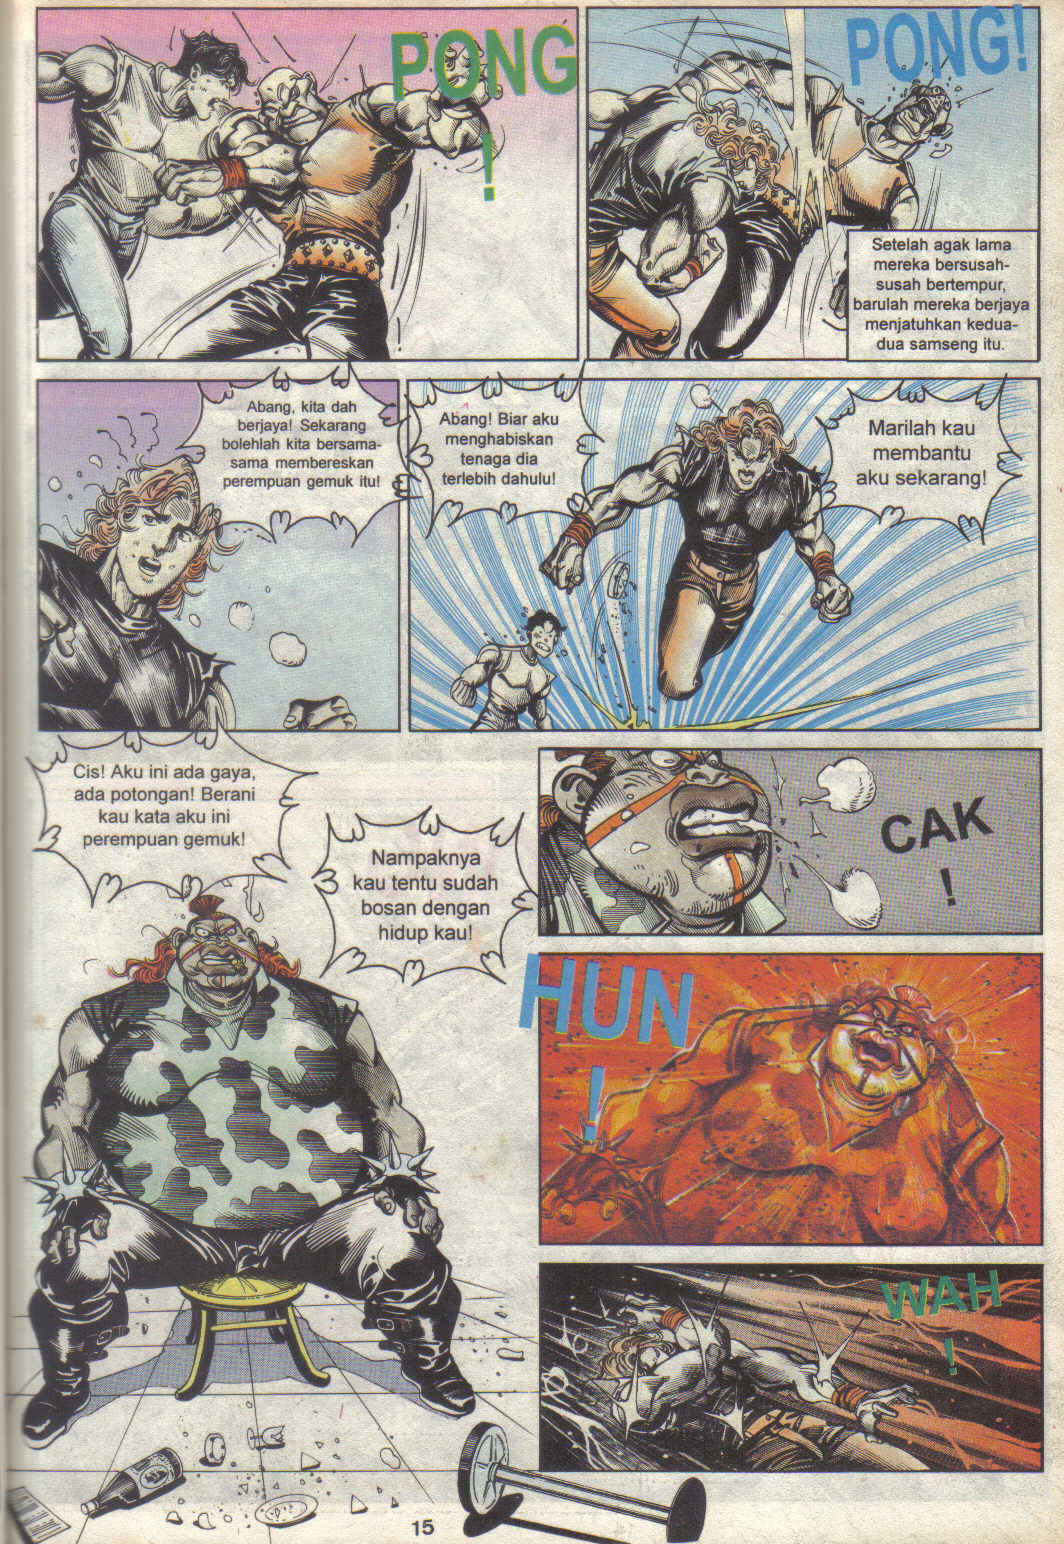 PONG
!
PONG!
Setelah agak lama
mereka bersusah-
susah bertempur,
barulah mereka berjaya
menjatuhkan kedua-
dua samseng itu.
Abang, kita dah
berjaya! Sekarang
bolehlah kita bersama-
sama membereskan
perempuan gemuk itu!
Abang! Biar aku
menghabiskan
tenaga dia
terlebih dahulu!
Marilah kau
membantu
aku sekarang!
Cis! Aku ini ada gaya,
ada potongan! Berani
kau kata aku ini
perempuan gemuk!
Nampaknya
kau tentu sudah
bosan dengan
hidup kau!
CAK
!
HUN
!
WAH
!
15